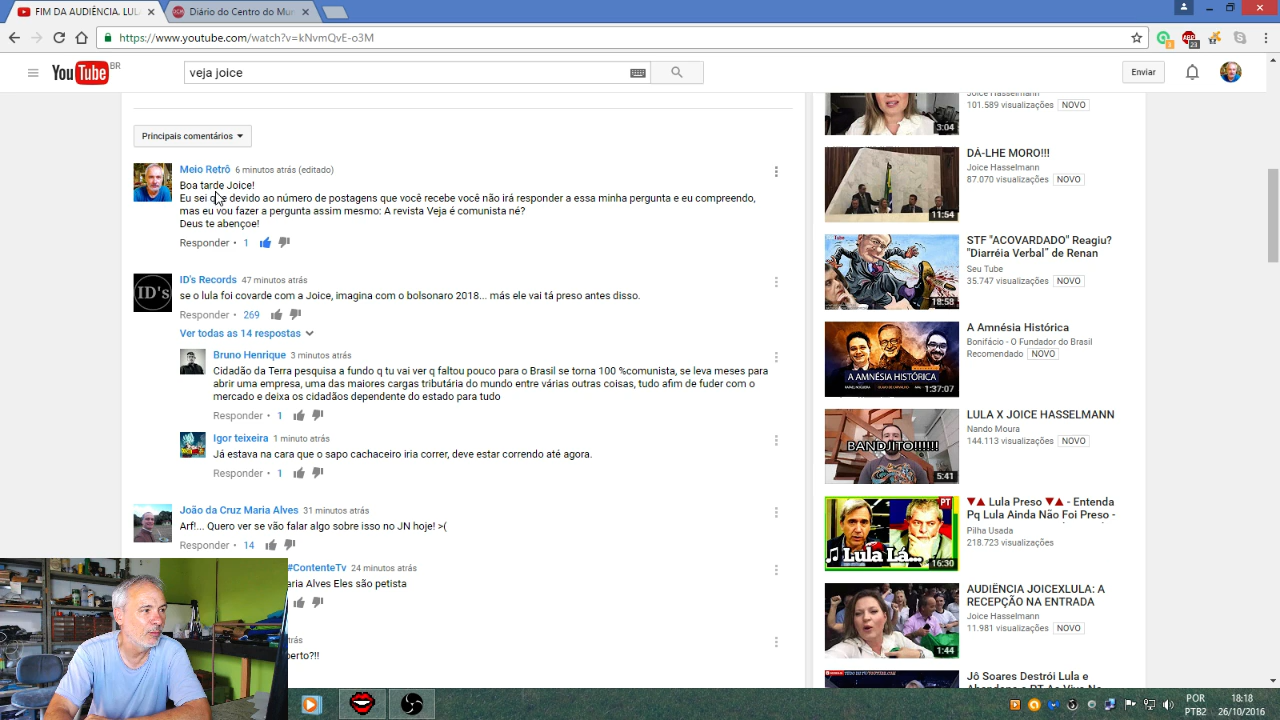 FIM DA AUDIÊNCIA. LUL
Diário do Centro do Mu
https://www.youtube.com/watch?v=kNvmQvE-o3M
YouTube BR
veja joice
Enviar
Principais comentários
Meio Retrô 6 minutos atrás (editado)
Boa tarde Joice!
Eu sei que devido ao número de postagens que você recebe você não irá responder a essa minha pergunta e eu compreendo,
mas eu vou fazer a pergunta assim mesmo: A revista Veja é comunista né?
Deus te abençoe!
Responder • 1
ID's Records 47 minutos atrás
ID's
se o lula foi covarde com a Joice, imagina com o bolsonaro 2018... más ele vai tá preso antes disso.
Responder • 269
Ver todas as 14 respostas
Bruno Henrique 3 minutos atrás
Cidadão da Terra pesquisa a fundo q tu vai ver q faltou pouco para o Brasil se torna 100 %comunista, se leva meses para
abrir uma empresa, uma das maiores cargas tributária do mundo entre várias outras coisas, tudo afim de fuder com o
merzado e deixa os cidadãos dependente do estado para tudo
Responder • 1
Igor teixeira 1 minuto atrás
Já estava na cara que o sapo cachaceiro iria correr, deve estar correndo até agora.
Responder • 1
João da Cruz Maria Alves 31 minutos atrás
Arf!... Quero ver se vão falar algo sobre isso no JN hoje! >(
Responder • 14
#ContenteTv 24 minutos atrás
aria Alves Eles são petista
trás
perto?!!
Joice Hasselmann
101.589 visualizações NOVO
3:04
DÁ-LHE MORO!!!
Joice Hasselmann
87.070 visualizações NOVO
11:54
STF "ACOVARDADO" Reagiu?
"Diarréia Verbal" de Renan
Seu Tube
35.747 visualizações NOVO
18:58
A Amnésia Histórica
Bonifácio - O Fundador do Brasil
Recomendado NOVO
A AMNÉSIA HISTÓRICA
1:37:07
LULA X JOICE HASSELMANN
Nando Moura
144.113 visualizações NOVO
BANDJITO!!!!!!
5:41
▼▲ Lula Preso ▼▲ - Entenda
Pq Lula Ainda Não Foi Preso -
Pilha Usada
218.723 visualizações
PT
♫ Lula Lá...
16:30
AUDIÊNCIA JOICEXLULA: A
RECEPÇÃO NA ENTRADA
Joice Hasselmann
11.981 visualizações NOVO
1:44
Jô Soares Destrói Lula e
POR
PTB2
18:18
26/10/2016